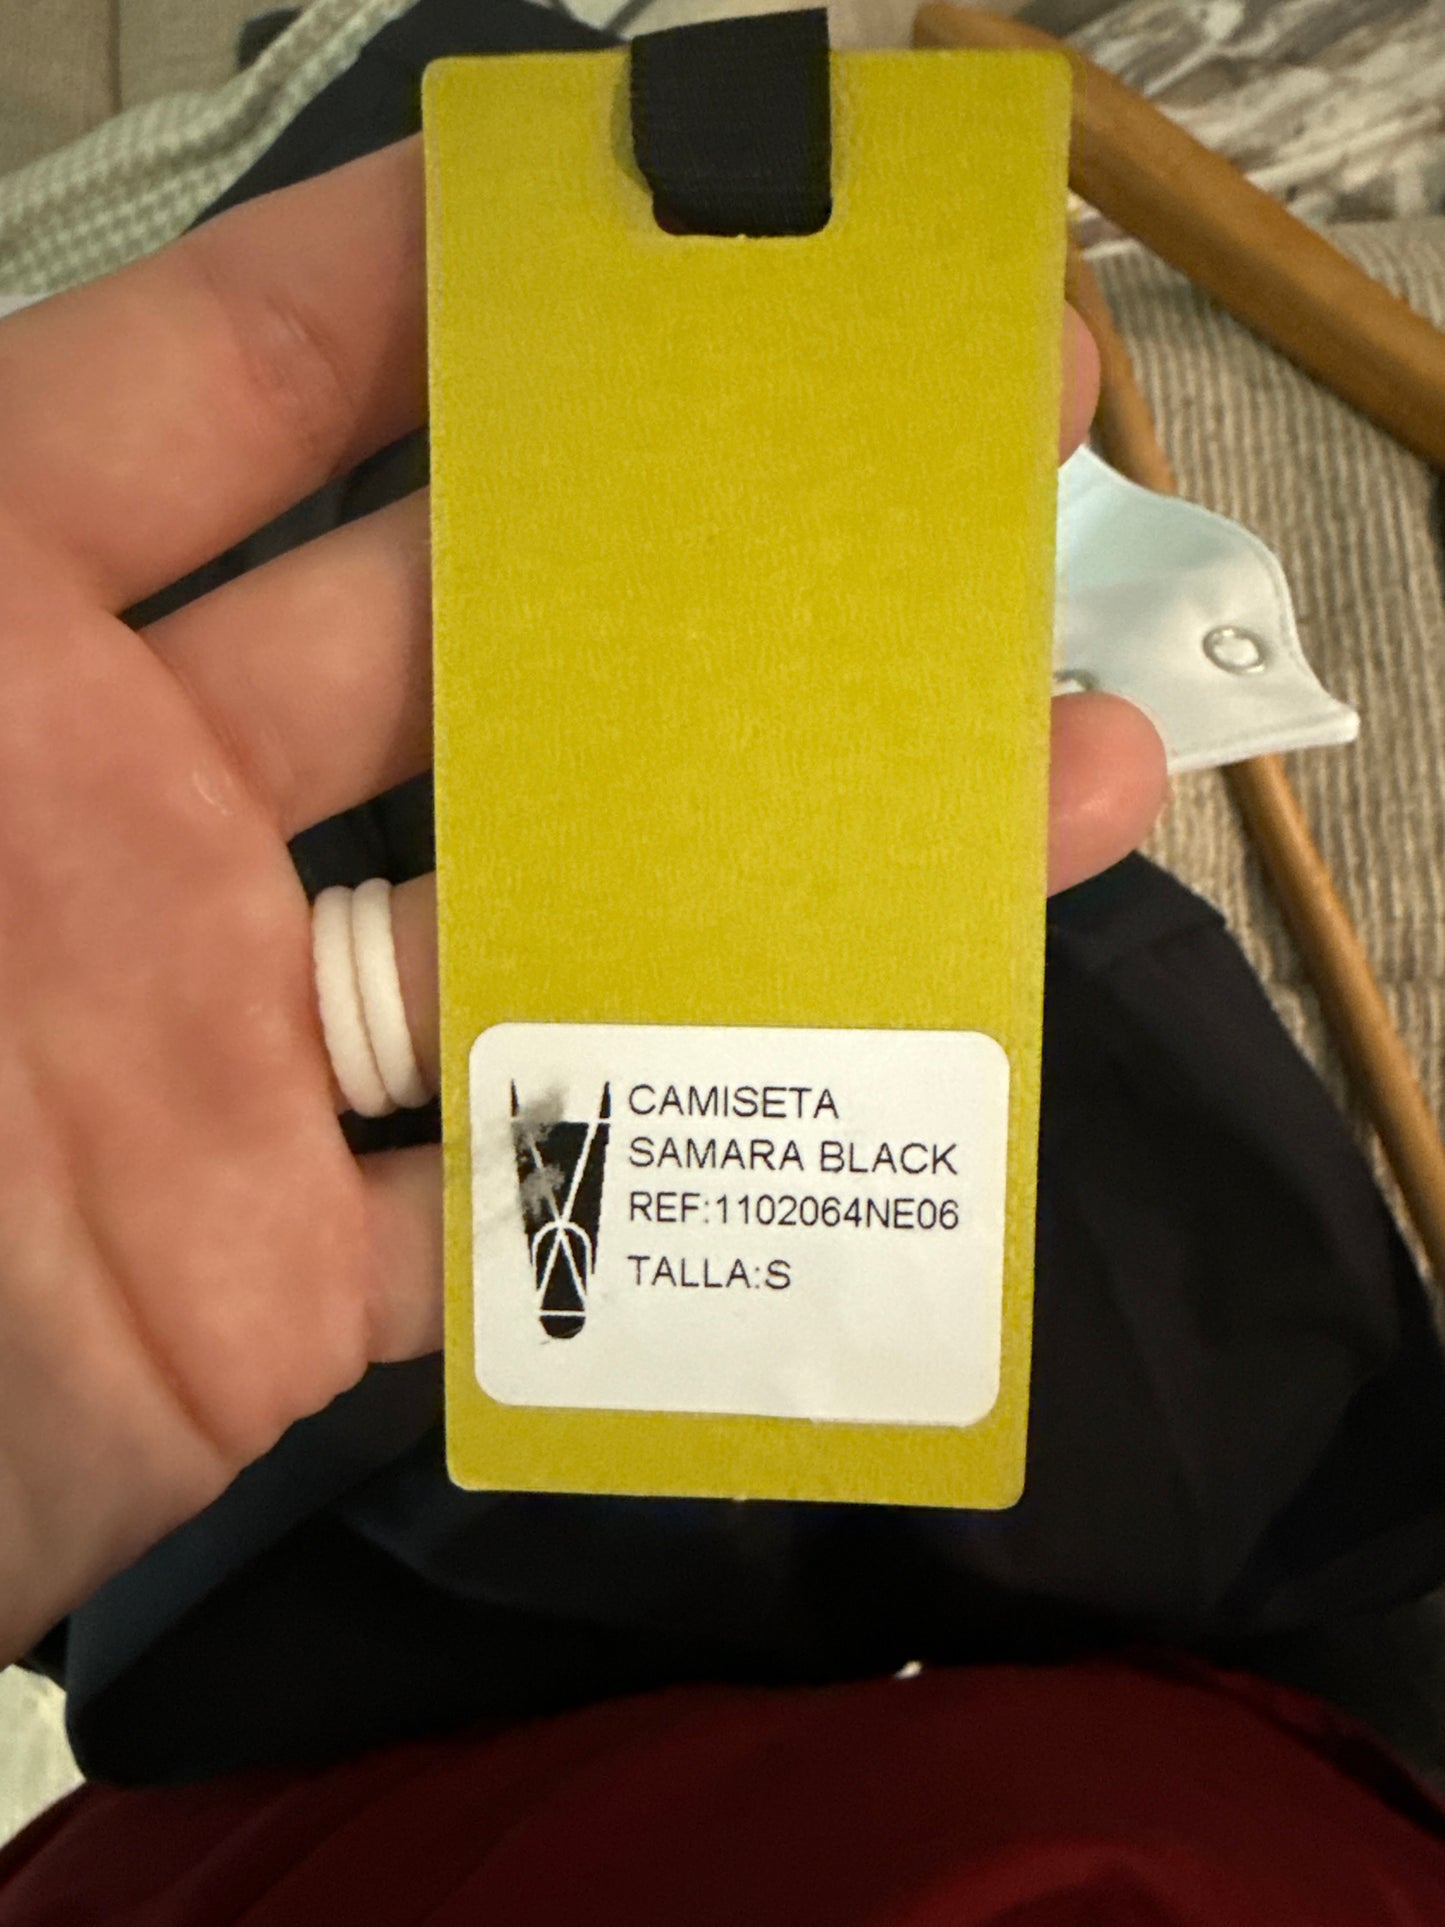 CAMISETA
SAMARA BLACK
REF:1102064NE06
TALLA:S